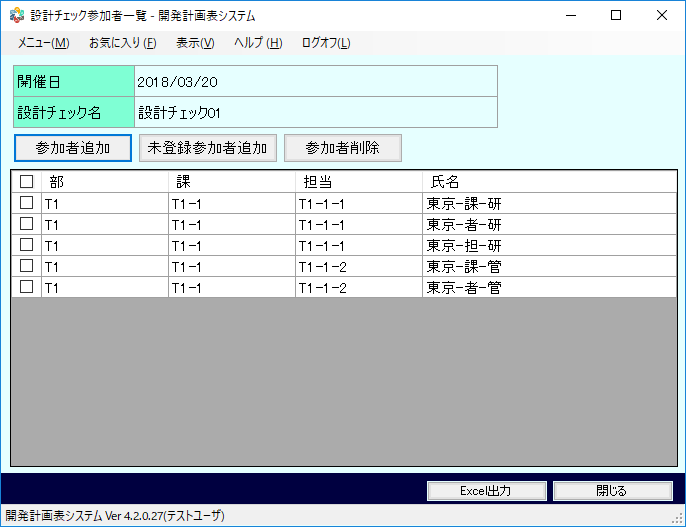 設計チェック参加者一覧 - 開発計画表システム
メニュー(M) お気に入り(F) 表示(V) ヘルプ(H) ログオフ(L)
開催日 2018/03/20
設計チェック名 設計チェック01
参加者追加 未登録参加者追加 参加者削除
部 課 担当 氏名
T1 T1-1 T1-1-1 東京-課-研
T1 T1-1 T1-1-1 東京-者-研
T1 T1-1 T1-1-1 東京-担-研
T1 T1-1 T1-1-2 東京-課-管
T1 T1-1 T1-1-2 東京-者-管
Excel出力 閉じる
開発計画表システム Ver 4.2.0.27(テストユーザ)